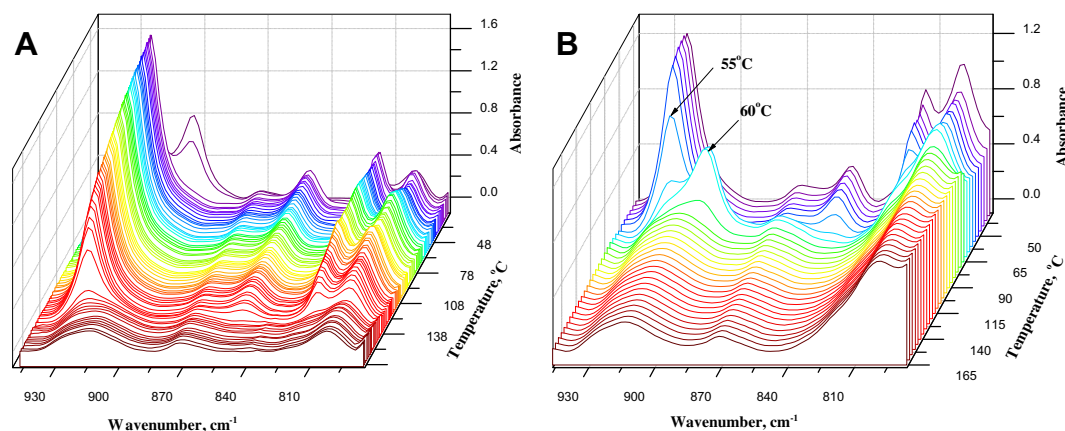 A
1.6
1.2
0.8
0.4
0.0
Absorbance
48
78
108
138
Temperature, °C
930
900
870
840
810
Wavenumber, cm-1
B
55°C
60°C
1.2
0.8
0.4
0.0
Absorbance
50
65
90
115
140
165
Temperature, °C
930
900
870
840
810
Wavenumber, cm-1